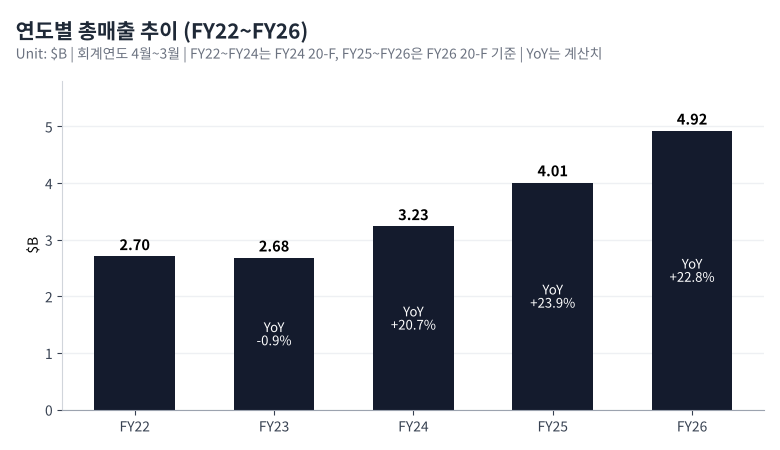 연도별 총매출 추이 (FY22~FY26)
Unit: $B | 회계연도 4월~3월 | FY22~FY24는 FY24 20-F, FY25~FY26은 FY26 20-F 기준 | YoY는 계산치
$B
5
4
3
2
1
0
2.70
2.68
3.23
4.01
4.92
YoY
-0.9%
YoY
+20.7%
YoY
+23.9%
YoY
+22.8%
FY22
FY23
FY24
FY25
FY26